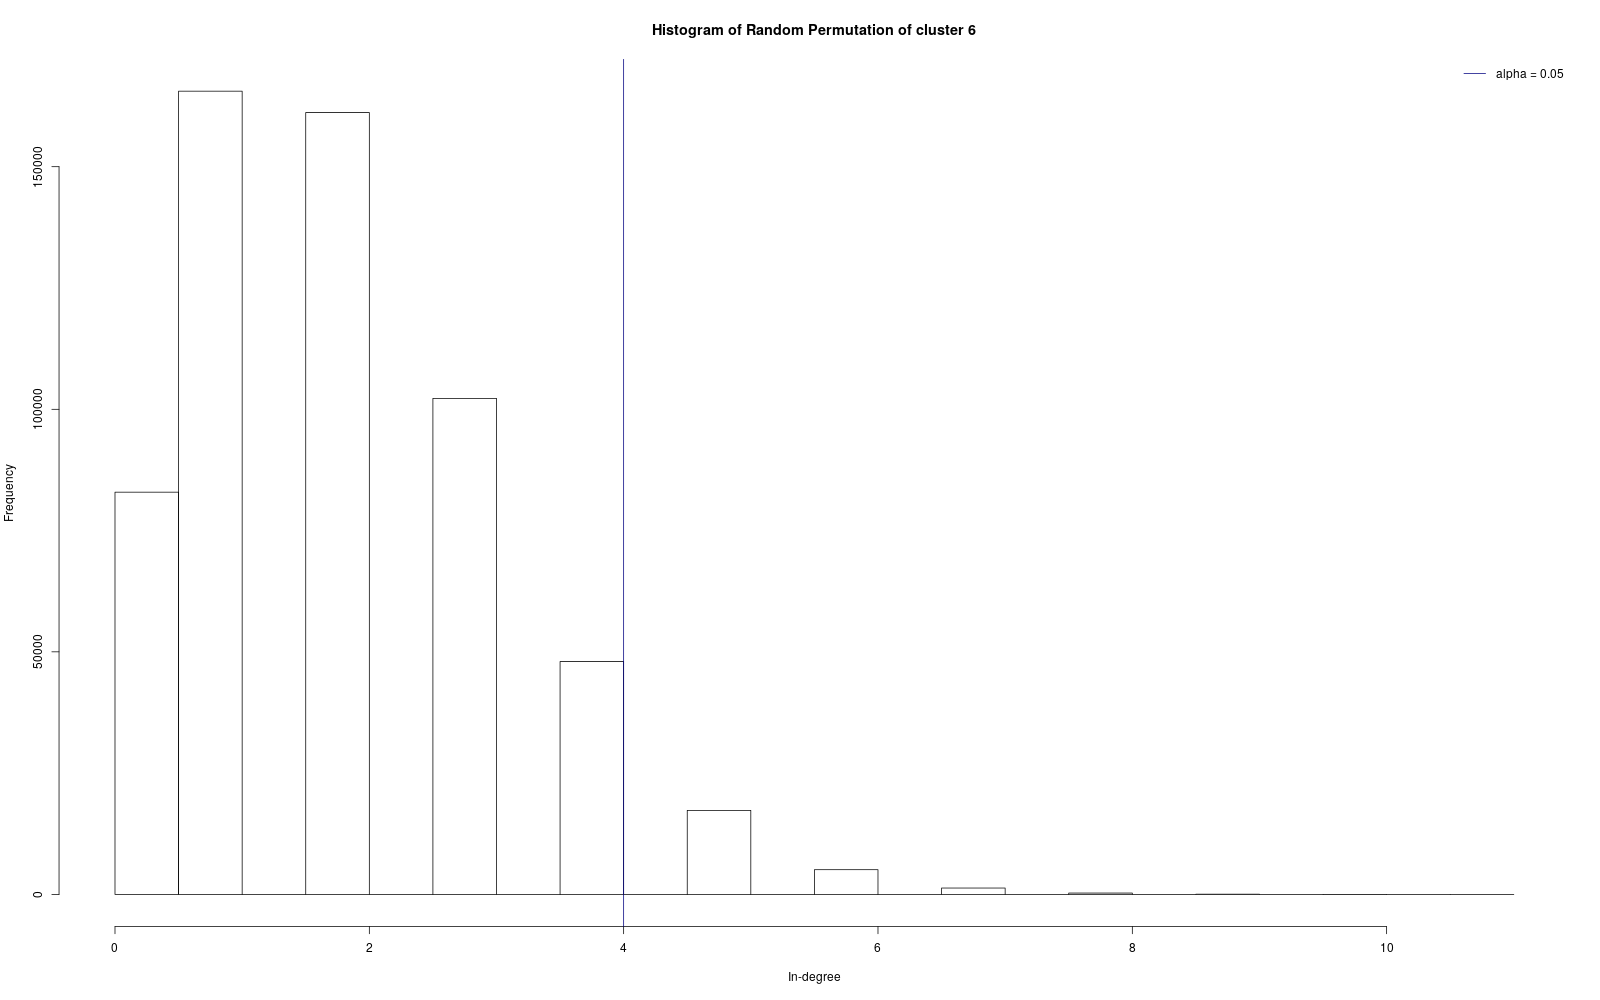 Histogram of Random Permutation of cluster 6
alpha = 0.05
150000
100000
50000
0
Frequency
0 2 4 6 8 10
In-degree